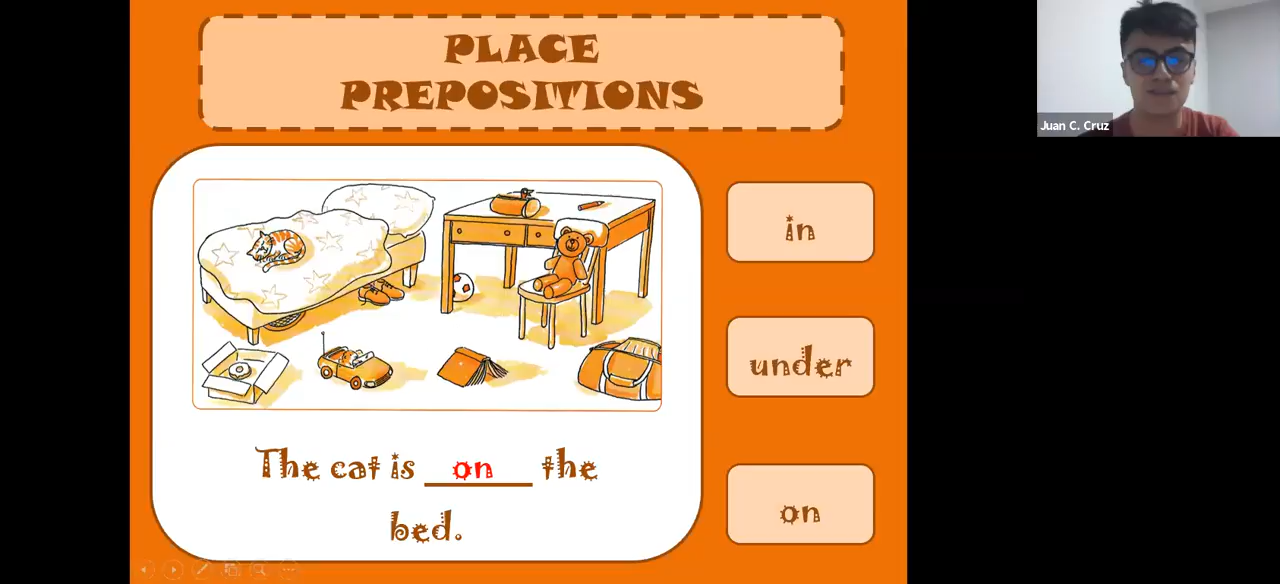 PLACE
PREPOSITIONS
Juan C. Cruz
in
under
on
The cat is on the
bed.